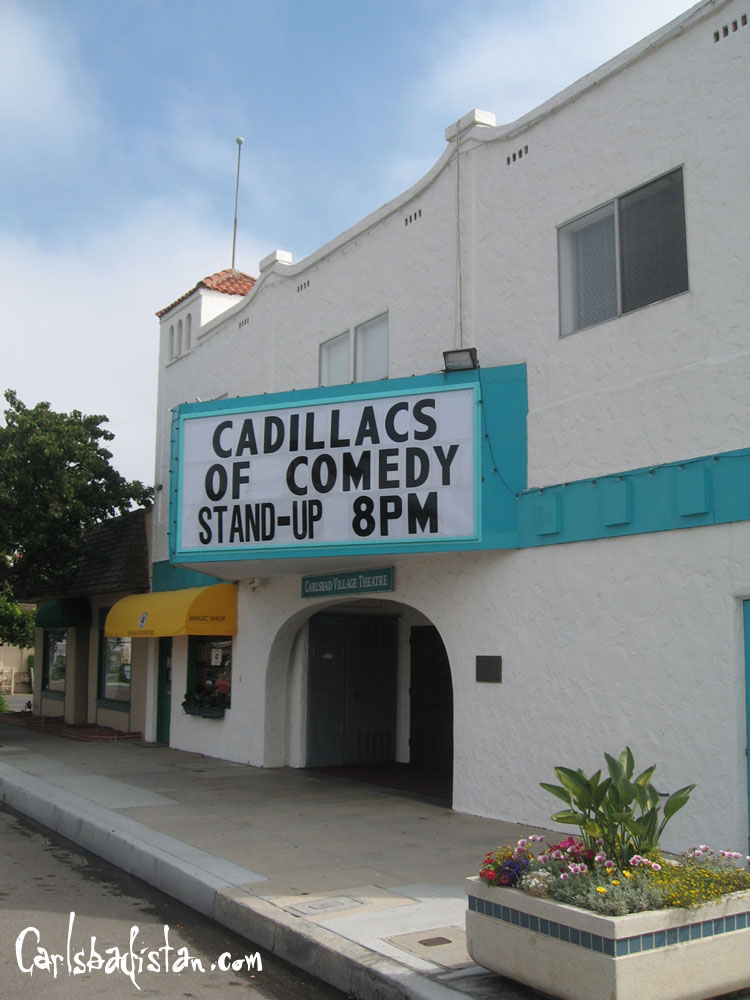 CADILLACS
OF COMEDY
STAND-UP 8PM
CARLSBAD VILLAGE THEATRE
MAGIC SHOP
Carlsbadistan.com